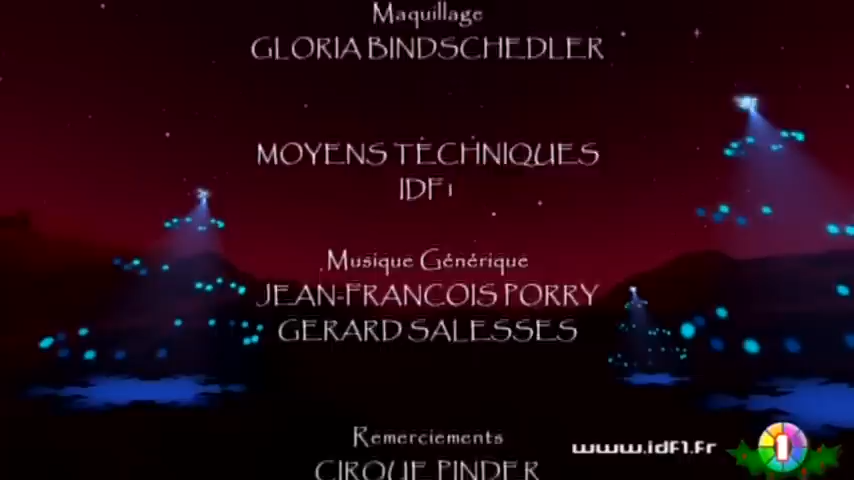 Maquillage
GLORIA BINDSCHEDLER
MOYENS TECHNIQUES
IDF1
Musique Générique
JEAN-FRANCOIS PORRY
GERARD SALESSES
Remerciements
CIRQUE PINDER
www.idF1.Fr
1